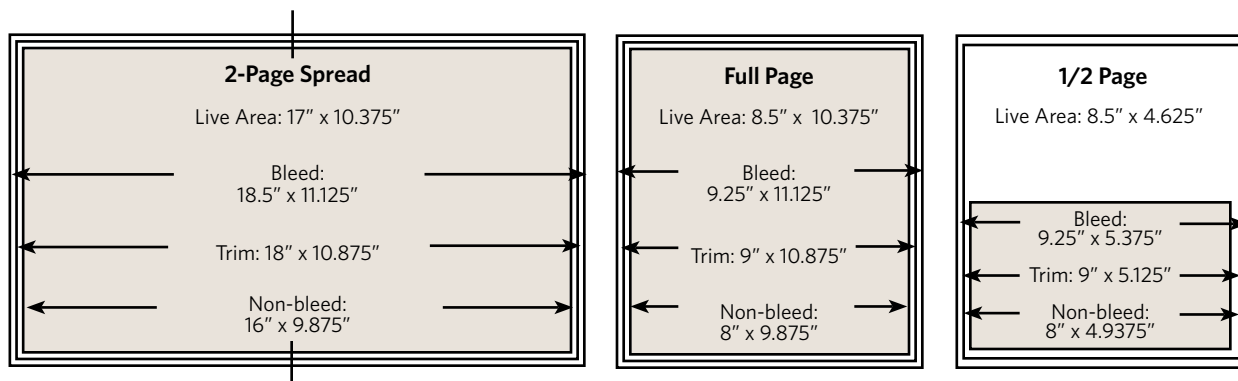 2-Page Spread
Live Area: 17” x 10.375”
Bleed:
18.5” x 11.125”
Trim: 18” x 10.875”
Non-bleed:
16” x 9.875”
Full Page
Live Area: 8.5” x  10.375”
Bleed:
9.25” x 11.125”
Trim: 9” x 10.875”
Non-bleed:
8” x 9.875”
1/2 Page
Live Area: 8.5” x 4.625”
Bleed:
9.25” x 5.375”
Trim: 9” x 5.125”
Non-bleed:
8” x 4.9375”